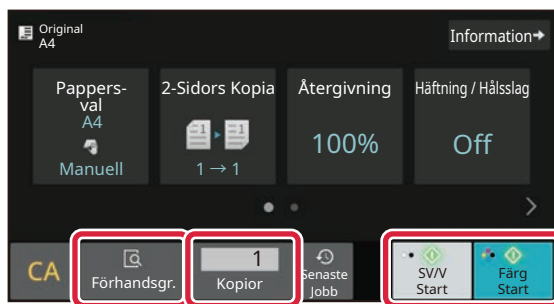 Original
A4
Information
Pappers-
val
A4
Manuell
2-Sidors Kopia
1 → 1
Återgivning
100%
Häftning / Hålsslag
Off
CA
Förhandsgr.
1
Kopior
Senaste
Jobb
SV/V
Start
Färg
Start